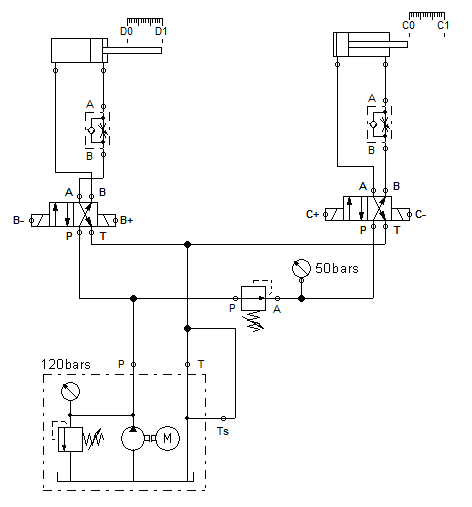 D0 D1
C0 C1
A
B
A
B
A B
B- B+
P T
A B
C+ C-
P T
50bars
P A
120bars
P T
Ts
M